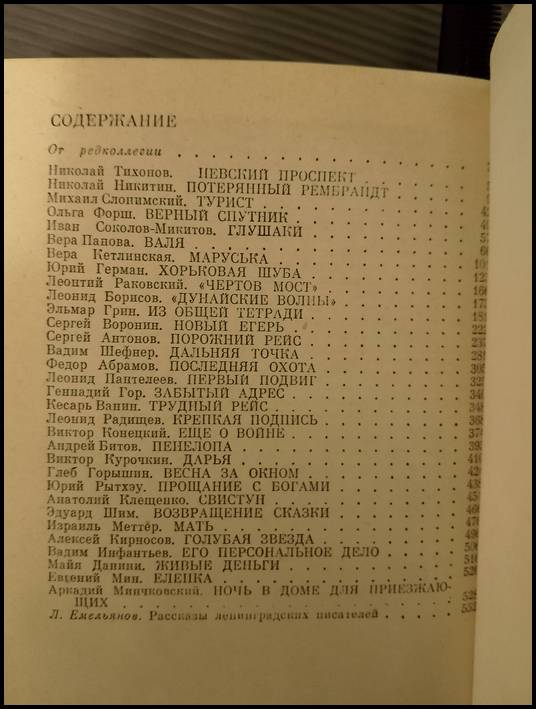 СОДЕРЖАНИЕ
От редколлегии
Николай Тихонов. НЕВСКИЙ ПРОСПЕКТ
Николай Никитин. ПОТЕРЯННЫЙ РЕМБРАНДТ
Михаил Слонимский. ТУРИСТ
Ольга Форш. ВЕРНЫЙ СПУТНИК
Иван Соколов-Микитов. ГЛУШАКИ
Вера Панова. ВАЛЯ
Вера Кетлинская. МАРУСЬКА
Юрий Герман. ХОРЬКОВАЯ ШУБА
Леонтий Раковский. «ЧЕРТОВ МОСТ»
Леонид Борисов. «ДУНАЙСКИЕ ВОЛНЫ»
Эльмар Грин. ИЗ ОБЩЕЙ ТЕТРАДИ
Сергей Воронин. НОВЫЙ ЕГЕРЬ
Сергей Антонов. ПОРОЖНИЙ РЕЙС
Вадим Шефнер. ДАЛЬНЯЯ ТОЧКА
Федор Абрамов. ПОСЛЕДНЯЯ ОХОТА
Леонид Пантелеев. ПЕРВЫЙ ПОДВИГ
Геннадий Гор. ЗАБЫТЫЙ АДРЕС
Кесарь Ванин. ТРУДНЫЙ РЕЙС
Леонид Радищев. КРЕПКАЯ ПОДПИСЬ
Виктор Конецкий. ЕЩЕ О ВОЙНЕ
Андрей Битов. ПЕНЕЛОПА
Виктор Курочкин. ДАРЬЯ
Глеб Горышин. ВЕСНА ЗА ОКНОМ
Юрий Рытхэу. ПРОЩАНИЕ С БОГАМИ
Анатолий Клещенко. СВИСТУН
Эдуард Шим. ВОЗВРАЩЕНИЕ СКАЗКИ
Израиль Меттер. МАТЬ
Алексей Кирносов. ГОЛУБАЯ ЗВЕЗДА
Вадим Инфантьев. ЕГО ПЕРСОНАЛЬНОЕ ДЕЛО
Майя Данини. ЖИВЫЕ ДЕНЬГИ
Евгений Мин. ЕЛЕНКА
Аркадий Минчковский. НОЧЬ В ДОМЕ ДЛЯ ПРИЕЗЖАЮ-
ЩИХ
Л. Емельянов. Рассказы ленинградских писателей